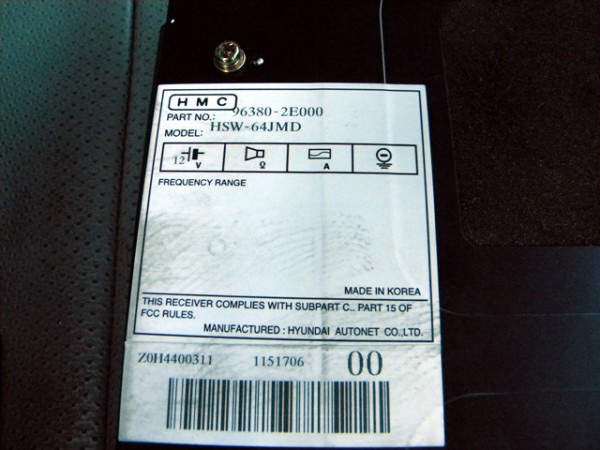 HMC
PART NO.: 96380-2E000
MODEL: HSW-64JMD
12 V Ω A
FREQUENCY RANGE
MADE IN KOREA
THIS RECEIVER COMPLIES WITH SUBPART C.. PART 15 OF
FCC RULES.
MANUFACTURED : HYUNDAI AUTONET CO.,LTD.
Z0H4400311 1151706 00